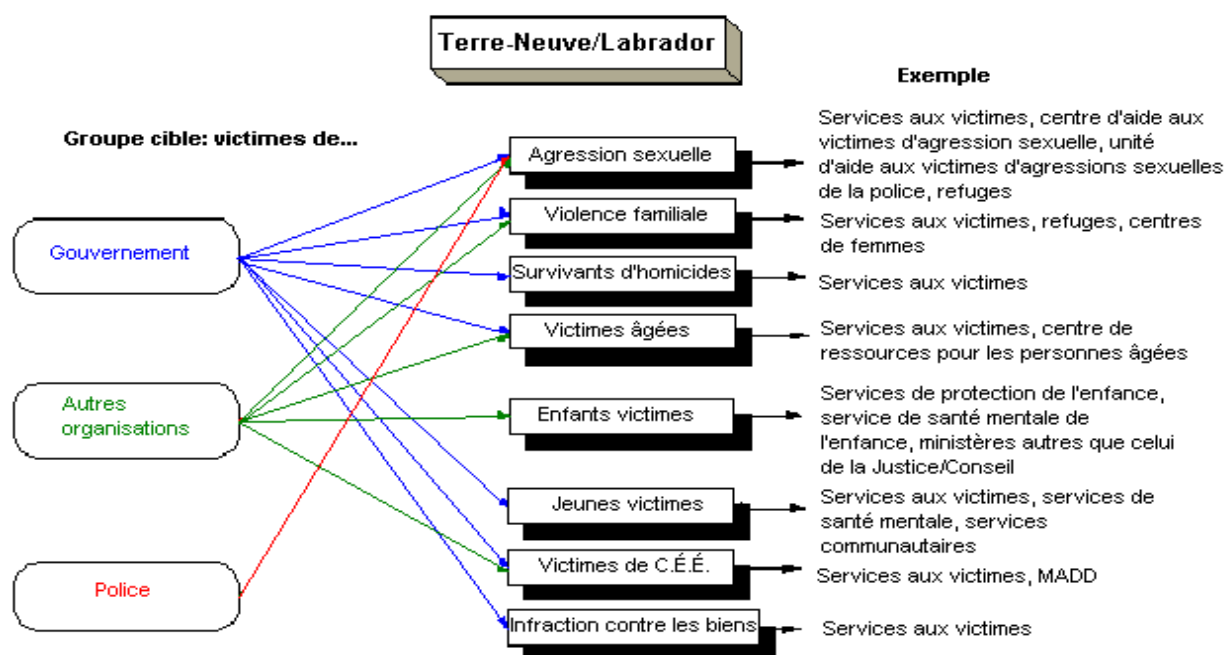 Terre-Neuve/Labrador
Exemple
Groupe cible: victimes de...
Gouvernement
Autres
organisations
Police
Agression sexuelle
Services aux victimes, centre d'aide aux
victimes d'agression sexuelle, unité
d'aide aux victimes d'agressions sexuelles
de la police, refuges
Violence familiale
Services aux victimes, refuges, centres
de femmes
Survivants d'homicides
Services aux victimes
Victimes âgées
Services aux victimes, centre de
ressources pour les personnes âgées
Enfants victimes
Services de protection de l'enfance,
service de santé mentale de
l'enfance, ministères autres que celui
de la Justice/Conseil
Jeunes victimes
Services aux victimes, services de
santé mentale, services
communautaires
Victimes de C.É.É.
Services aux victimes, MADD
Infraction contre les biens
Services aux victimes